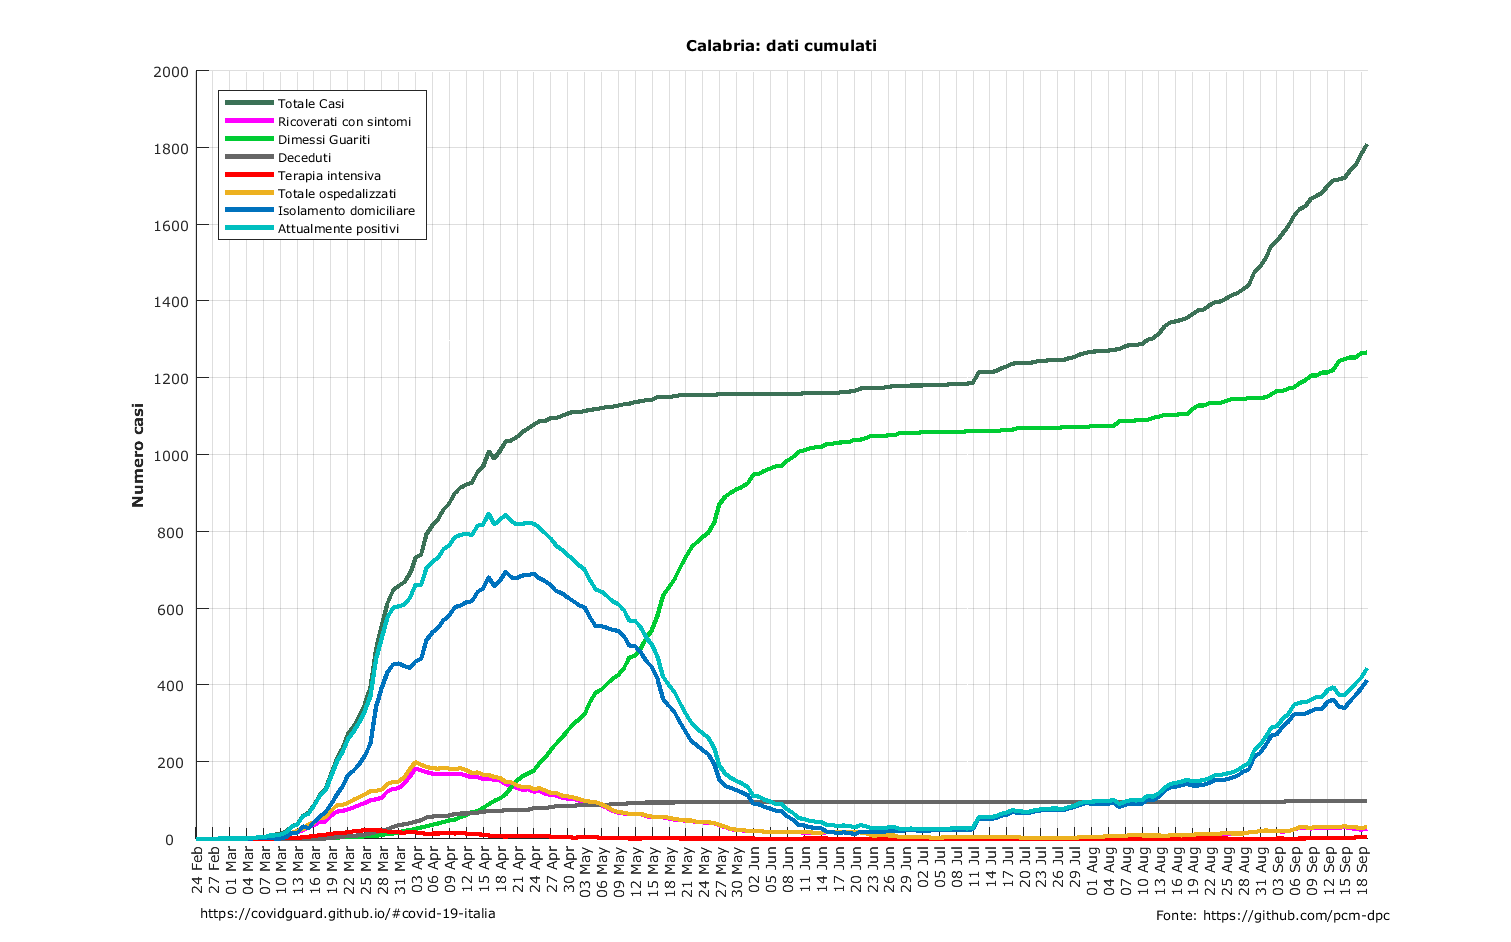 Calabria: dati cumulati
2000
1800
1600
1400
1200
1000
800
600
400
200
0
Numero casi
Totale Casi
Ricoverati con sintomi
Dimessi Guariti
Deceduti
Terapia intensiva
Totale ospedalizzati
Isolamento domiciliare
Attualmente positivi
24 Feb
27 Feb
01 Mar
04 Mar
07 Mar
10 Mar
13 Mar
16 Mar
19 Mar
22 Mar
25 Mar
28 Mar
31 Mar
03 Apr
06 Apr
09 Apr
12 Apr
15 Apr
18 Apr
21 Apr
24 Apr
27 Apr
30 Apr
03 May
06 May
09 May
12 May
15 May
18 May
21 May
24 May
27 May
30 May
02 Jun
05 Jun
08 Jun
11 Jun
14 Jun
17 Jun
20 Jun
23 Jun
26 Jun
29 Jun
02 Jul
05 Jul
08 Jul
11 Jul
14 Jul
17 Jul
20 Jul
23 Jul
26 Jul
29 Jul
01 Aug
04 Aug
07 Aug
10 Aug
13 Aug
16 Aug
19 Aug
22 Aug
25 Aug
28 Aug
31 Aug
03 Sep
06 Sep
09 Sep
12 Sep
15 Sep
18 Sep
https://covidguard.github.io/#covid-19-italia
Fonte: https://github.com/pcm-dpc